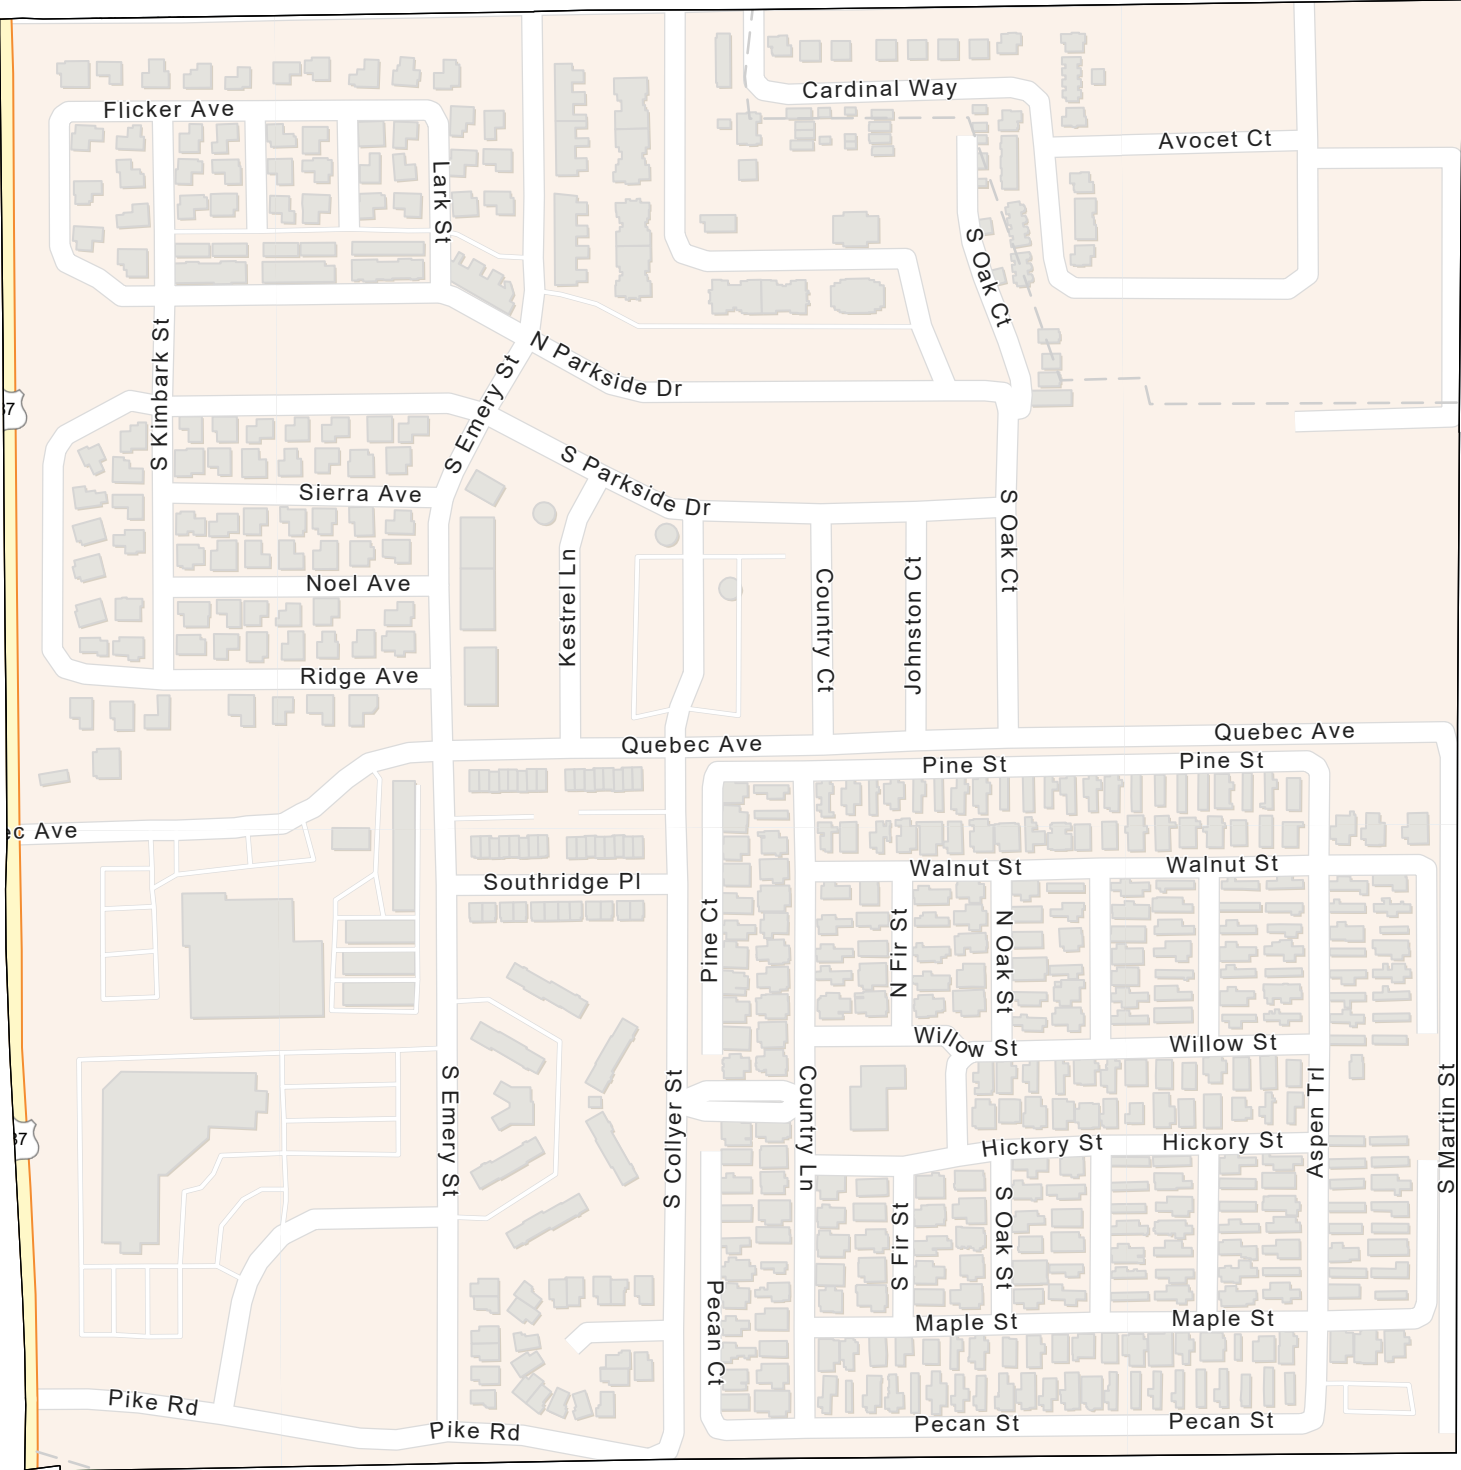 Cardinal Way
Flicker Ave
Avocet Ct
Lark St
S Oak Ct
S Kimbark St
N Parkside Dr
87
S Emery St
S Parkside Dr
Sierra Ave
S Oak Ct
Noel Ave
Kestrel Ln
Country Ct
Johnston Ct
Ridge Ave
Quebec Ave
Quebec Ave
Pine St
Pine St
ec Ave
Walnut St
Walnut St
Southridge Pl
Pine Ct
N Fir St
N Oak St
Willow St
Willow St
S Emery St
S Collyer St
Country Ln
Aspen Trl
S Martin St
37
Hickory St
Hickory St
S Fir St
S Oak St
Pecan Ct
Maple St
Maple St
Pike Rd
Pike Rd
Pecan St
Pecan St